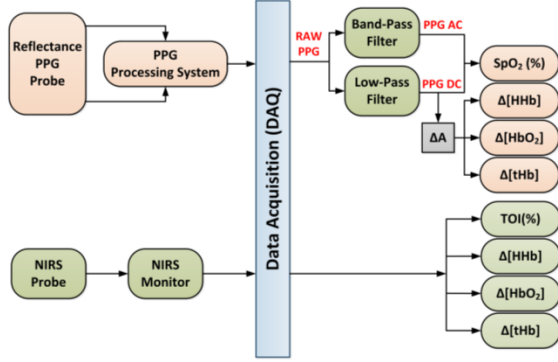 Reflectance
PPG
Probe
PPG
Processing System
Data Acquisition (DAQ)
RAW
PPG
Band-Pass
Filter
PPG AC
Low-Pass
Filter
PPG DC
ΔA
SpO₂ (%)
Δ[HHb]
Δ[HbO₂]
Δ[tHb]
NIRS
Probe
NIRS
Monitor
TOI(%)
Δ[HHb]
Δ[HbO₂]
Δ[tHb]